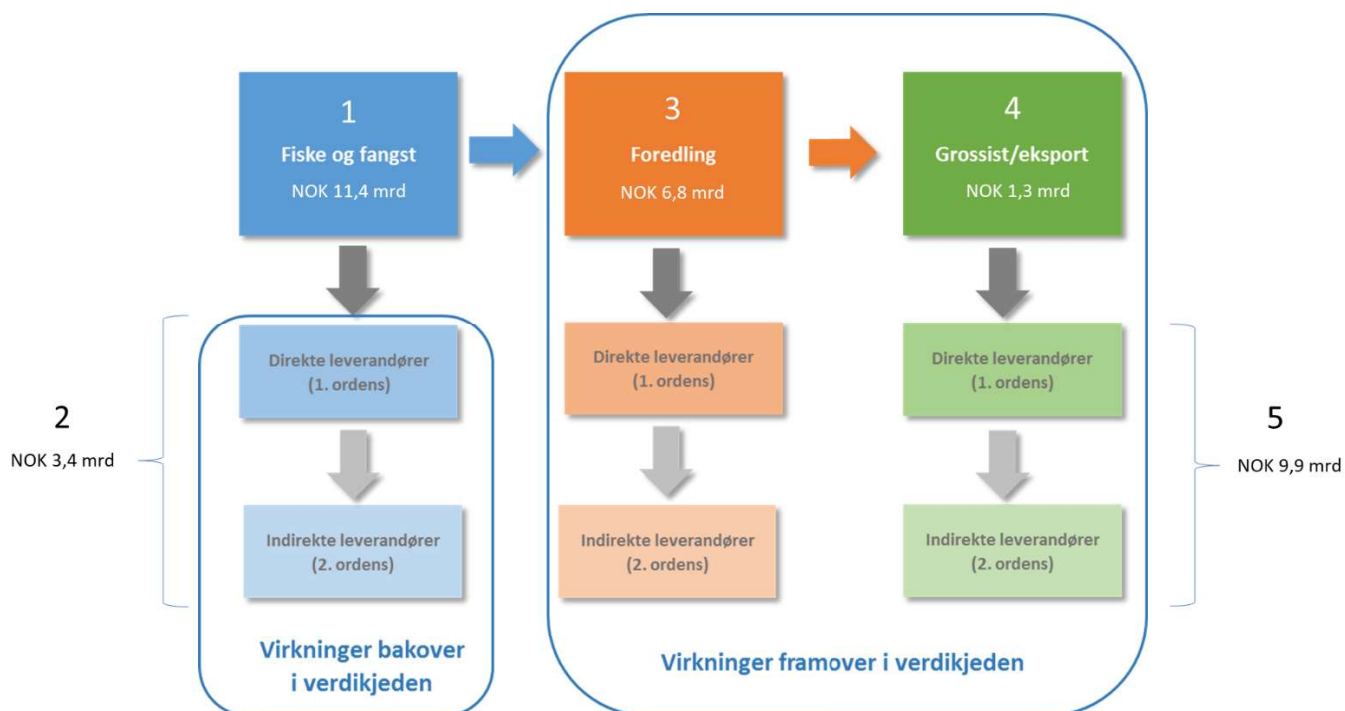 1
Fiske og fangst
NOK 11,4 mrd
3
Foredling
NOK 6,8 mrd
4
Grossist/eksport
NOK 1,3 mrd
Direkte leverandører
(1. ordens)
Direkte leverandører
(1. ordens)
Direkte leverandører
(1. ordens)
2
NOK 3,4 mrd
5
NOK 9,9 mrd
Indirekte leverandører
(2. ordens)
Indirekte leverandører
(2. ordens)
Indirekte leverandører
(2. ordens)
Virkninger bakover
i verdikjeden
Virkninger framover i verdikjeden